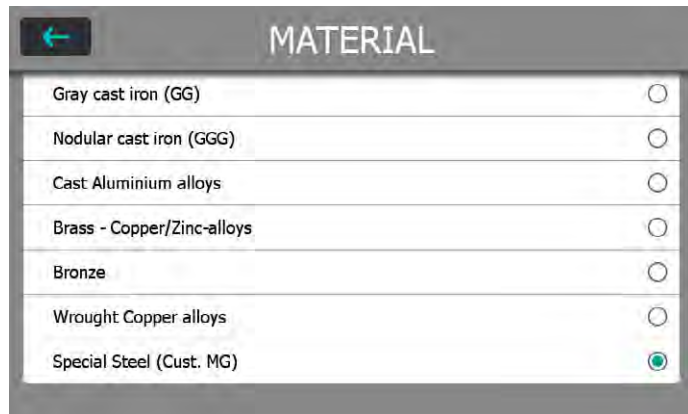 MATERIAL
Gray cast iron (GG)
Nodular cast iron (GGG)
Cast Aluminium alloys
Brass - Copper/Zinc-alloys
Bronze
Wrought Copper alloys
Special Steel (Cust. MG)